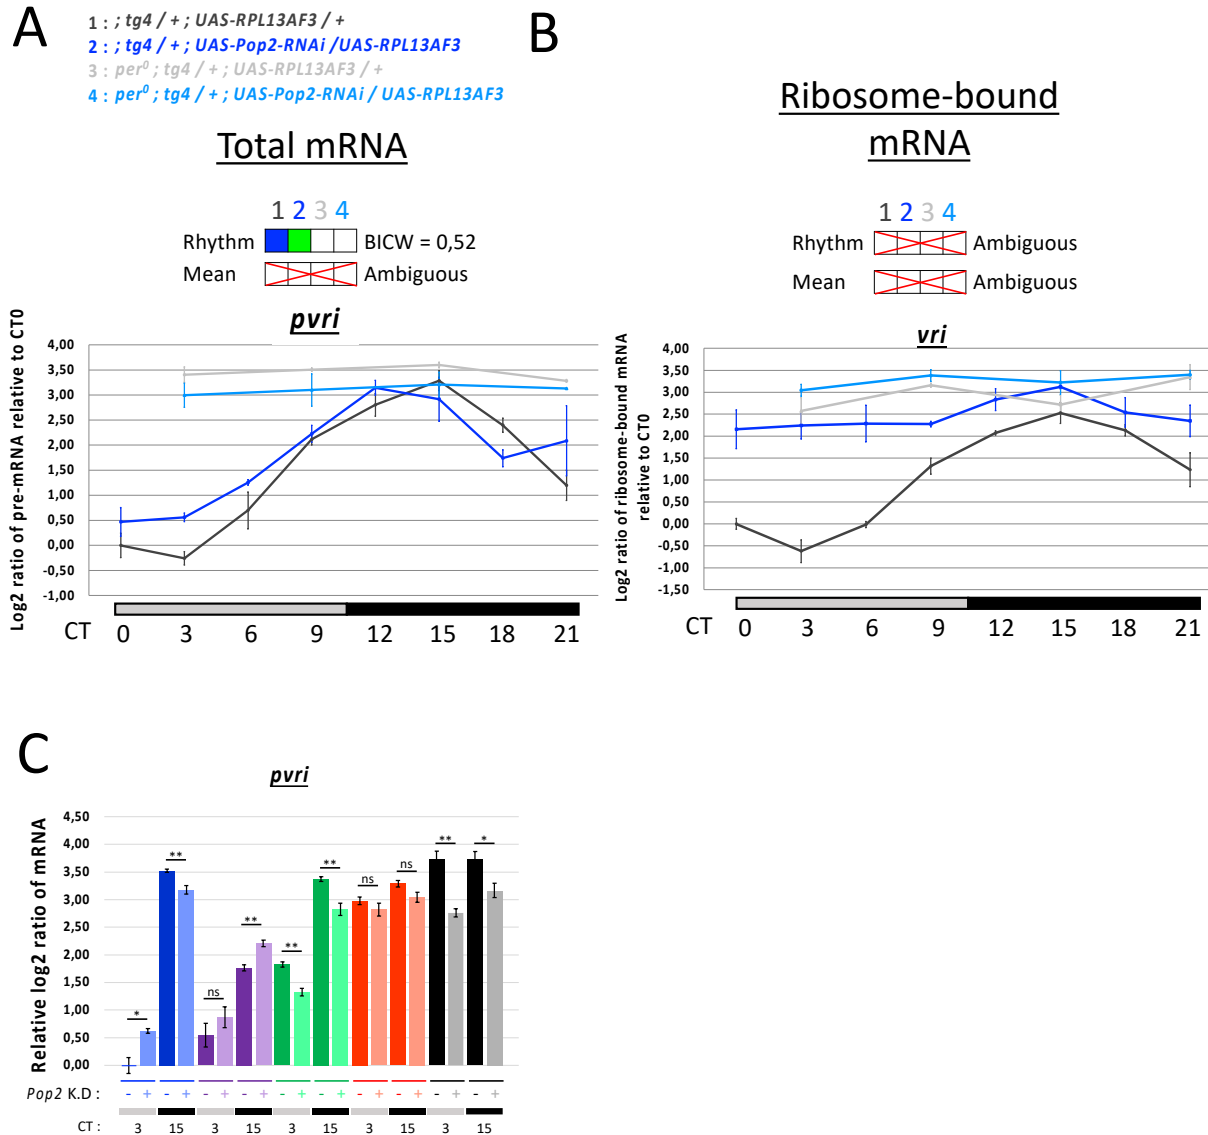 A
1 : ; tg4 / + ; UAS-RPL13AF3 / +
2 : ; tg4 / + ; UAS-Pop2-RNAi /UAS-RPL13AF3
3 : per⁰ ; tg4 / + ; UAS-RPL13AF3 / +
4 : per⁰ ; tg4 / + ; UAS-Pop2-RNAi / UAS-RPL13AF3
Total mRNA
1 2 3 4
Rhythm BICW = 0,52
Mean Ambiguous
pvri
Log2 ratio of pre-mRNA relative to CT0
4,00
3,50
3,00
2,50
2,00
1,50
1,00
0,50
0,00
-0,50
-1,00
CT 0 3 6 9 12 15 18 21
B
Ribosome-bound
mRNA
1 2 3 4
Rhythm Ambiguous
Mean Ambiguous
vri
Log2 ratio of ribosome-bound mRNA
relative to CT0
4,00
3,50
3,00
2,50
2,00
1,50
1,00
0,50
0,00
-0,50
-1,00
-1,50
CT 0 3 6 9 12 15 18 21
C
pvri
Relative log2 ratio of mRNA
4,50
4,00
3,50
3,00
2,50
2,00
1,50
1,00
0,50
0,00
* ** ns ** ** ** ns ns ** *
Pop2 K.D : - + - + - + - + - + - + - + - + - + - +
CT : 3 15 3 15 3 15 3 15 3 15